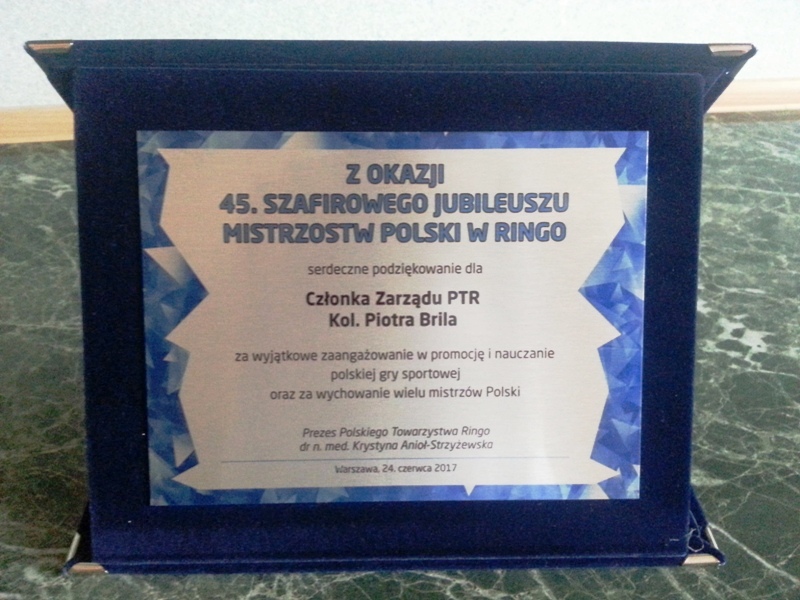 Z OKAZJI
45. SZAFIROWEGO JUBILEUSZU
MISTRZOSTW POLSKI W RINGO
serdeczne podziękowanie dla
Członka Zarządu PTR
Kol. Piotra Brila
za wyjątkowe zaangażowanie w promocję i nauczanie
polskiej gry sportowej
oraz za wychowanie wielu mistrzów Polski
Prezes Polskiego Towarzystwa Ringo
dr n. med. Krystyna Anioł-Strzyżewska
Warszawa, 24. czerwca 2017